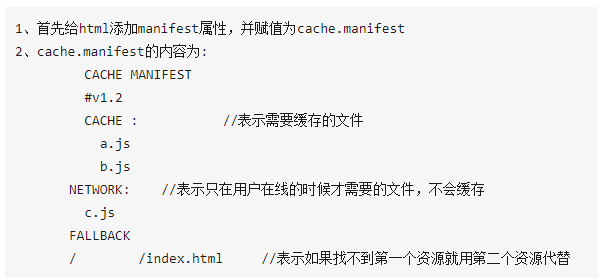 1、首先给html添加manifest属性，并赋值为cache.manifest
2、cache.manifest的内容为:
CACHE MANIFEST
#v1.2
CACHE :           //表示需要缓存的文件
a.js
b.js
NETWORK:    //表示只在用户在线的时候才需要的文件，不会缓存
c.js
FALLBACK
/        /index.html     //表示如果找不到第一个资源就用第二个资源代替